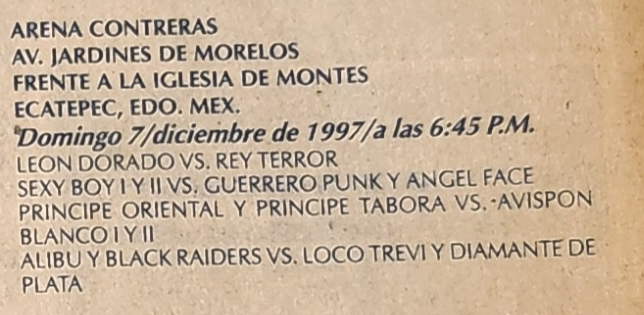 ARENA CONTRERAS
AV. JARDINES DE MORELOS
FRENTE A LA IGLESIA DE MONTES
ECATEPEC, EDO. MEX.
Domingo 7/diciembre de 1997/a las 6:45 P.M.
LEON DORADO VS. REY TERROR
SEXY BOY I Y II VS. GUERRERO PUNK Y ANGEL FACE
PRINCIPE ORIENTAL Y PRINCIPE TABORA VS. AVISPON
BLANCO I Y II
ALIBU Y BLACK RAIDERS VS. LOCO TREVI Y DIAMANTE DE
PLATA